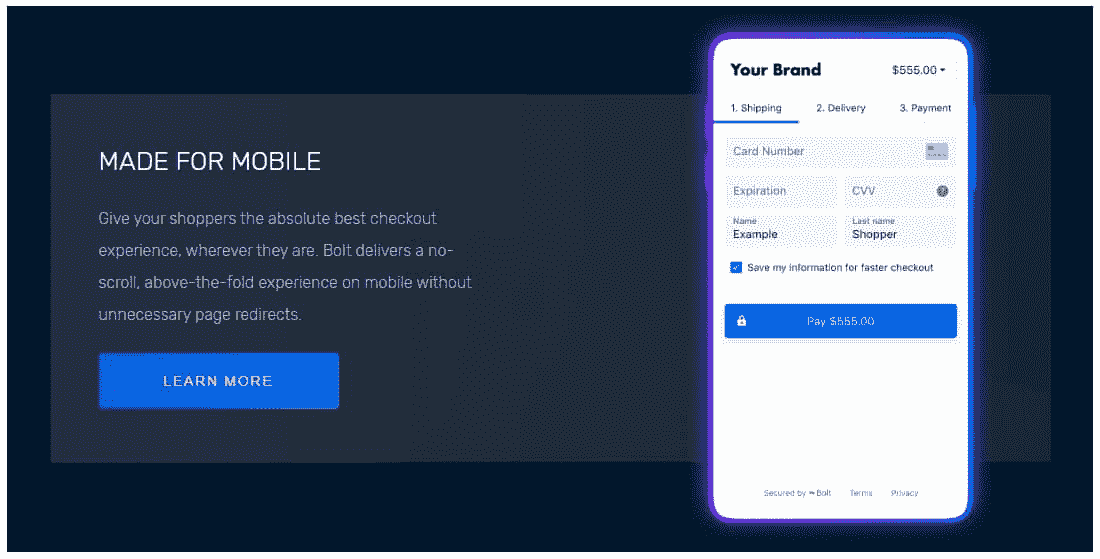 MADE FOR MOBILE
Give your shoppers the absolute best checkout
experience, wherever they are. Bolt delivers a no-
scroll, above-the-fold experience on mobile without
unnecessary page redirects.
LEARN MORE
Your Brand
$555.00
1. Shipping
2. Delivery
3. Payment
Card Number
Expiration
CVV
?
Name
Example
Last name
Shopper
Save my information for faster checkout
Pay $555.00
Secured by Bolt
Terms
Privacy